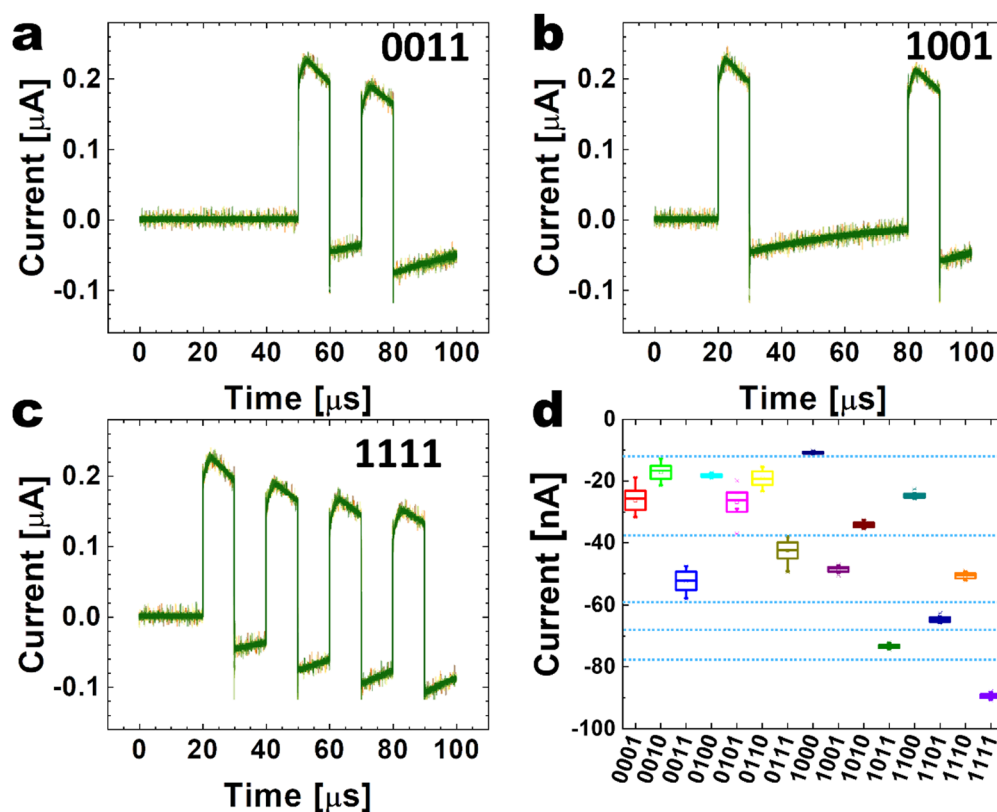 a
0011
Current [μA]
0.2
0.1
0.0
-0.1
0 20 40 60 80 100
Time [μs]
b
1001
Current [μA]
0.2
0.1
0.0
-0.1
0 20 40 60 80 100
Time [μs]
c
1111
Current [μA]
0.2
0.1
0.0
-0.1
0 20 40 60 80 100
Time [μs]
d
Current [nA]
0
-20
-40
-60
-80
-100
0001 0010 0011 0100 0101 0110 0111 1000 1001 1010 1011 1100 1101 1110 1111